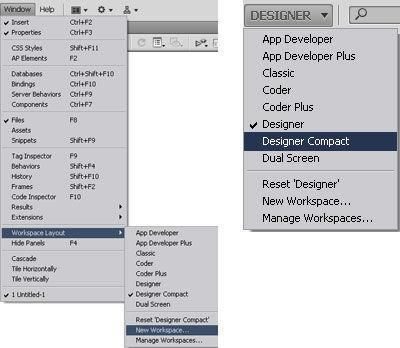 Window Help
Insert Ctrl+F2
Properties Ctrl+F3
CSS Styles Shift+F11
AP Elements F2
Databases Ctrl+Shift+F10
Bindings Ctrl+F10
Server Behaviors Ctrl+F9
Components Ctrl+F7
Files F8
Assets
Snippets Shift+F9
Tag Inspector F9
Behaviors Shift+F4
History Shift+F10
Frames Shift+F2
Code Inspector F10
Results
Extensions
Workspace Layout
Hide Panels F4
Cascade
Tile Horizontally
Tile Vertically
1 Untitled-1
App Developer
App Developer Plus
Classic
Coder
Coder Plus
Designer
Designer Compact
Dual Screen
Reset 'Designer Compact'
New Workspace...
Manage Workspaces...
DESIGNER
App Developer
App Developer Plus
Classic
Coder
Coder Plus
Designer
Designer Compact
Dual Screen
Reset 'Designer'
New Workspace...
Manage Workspaces...